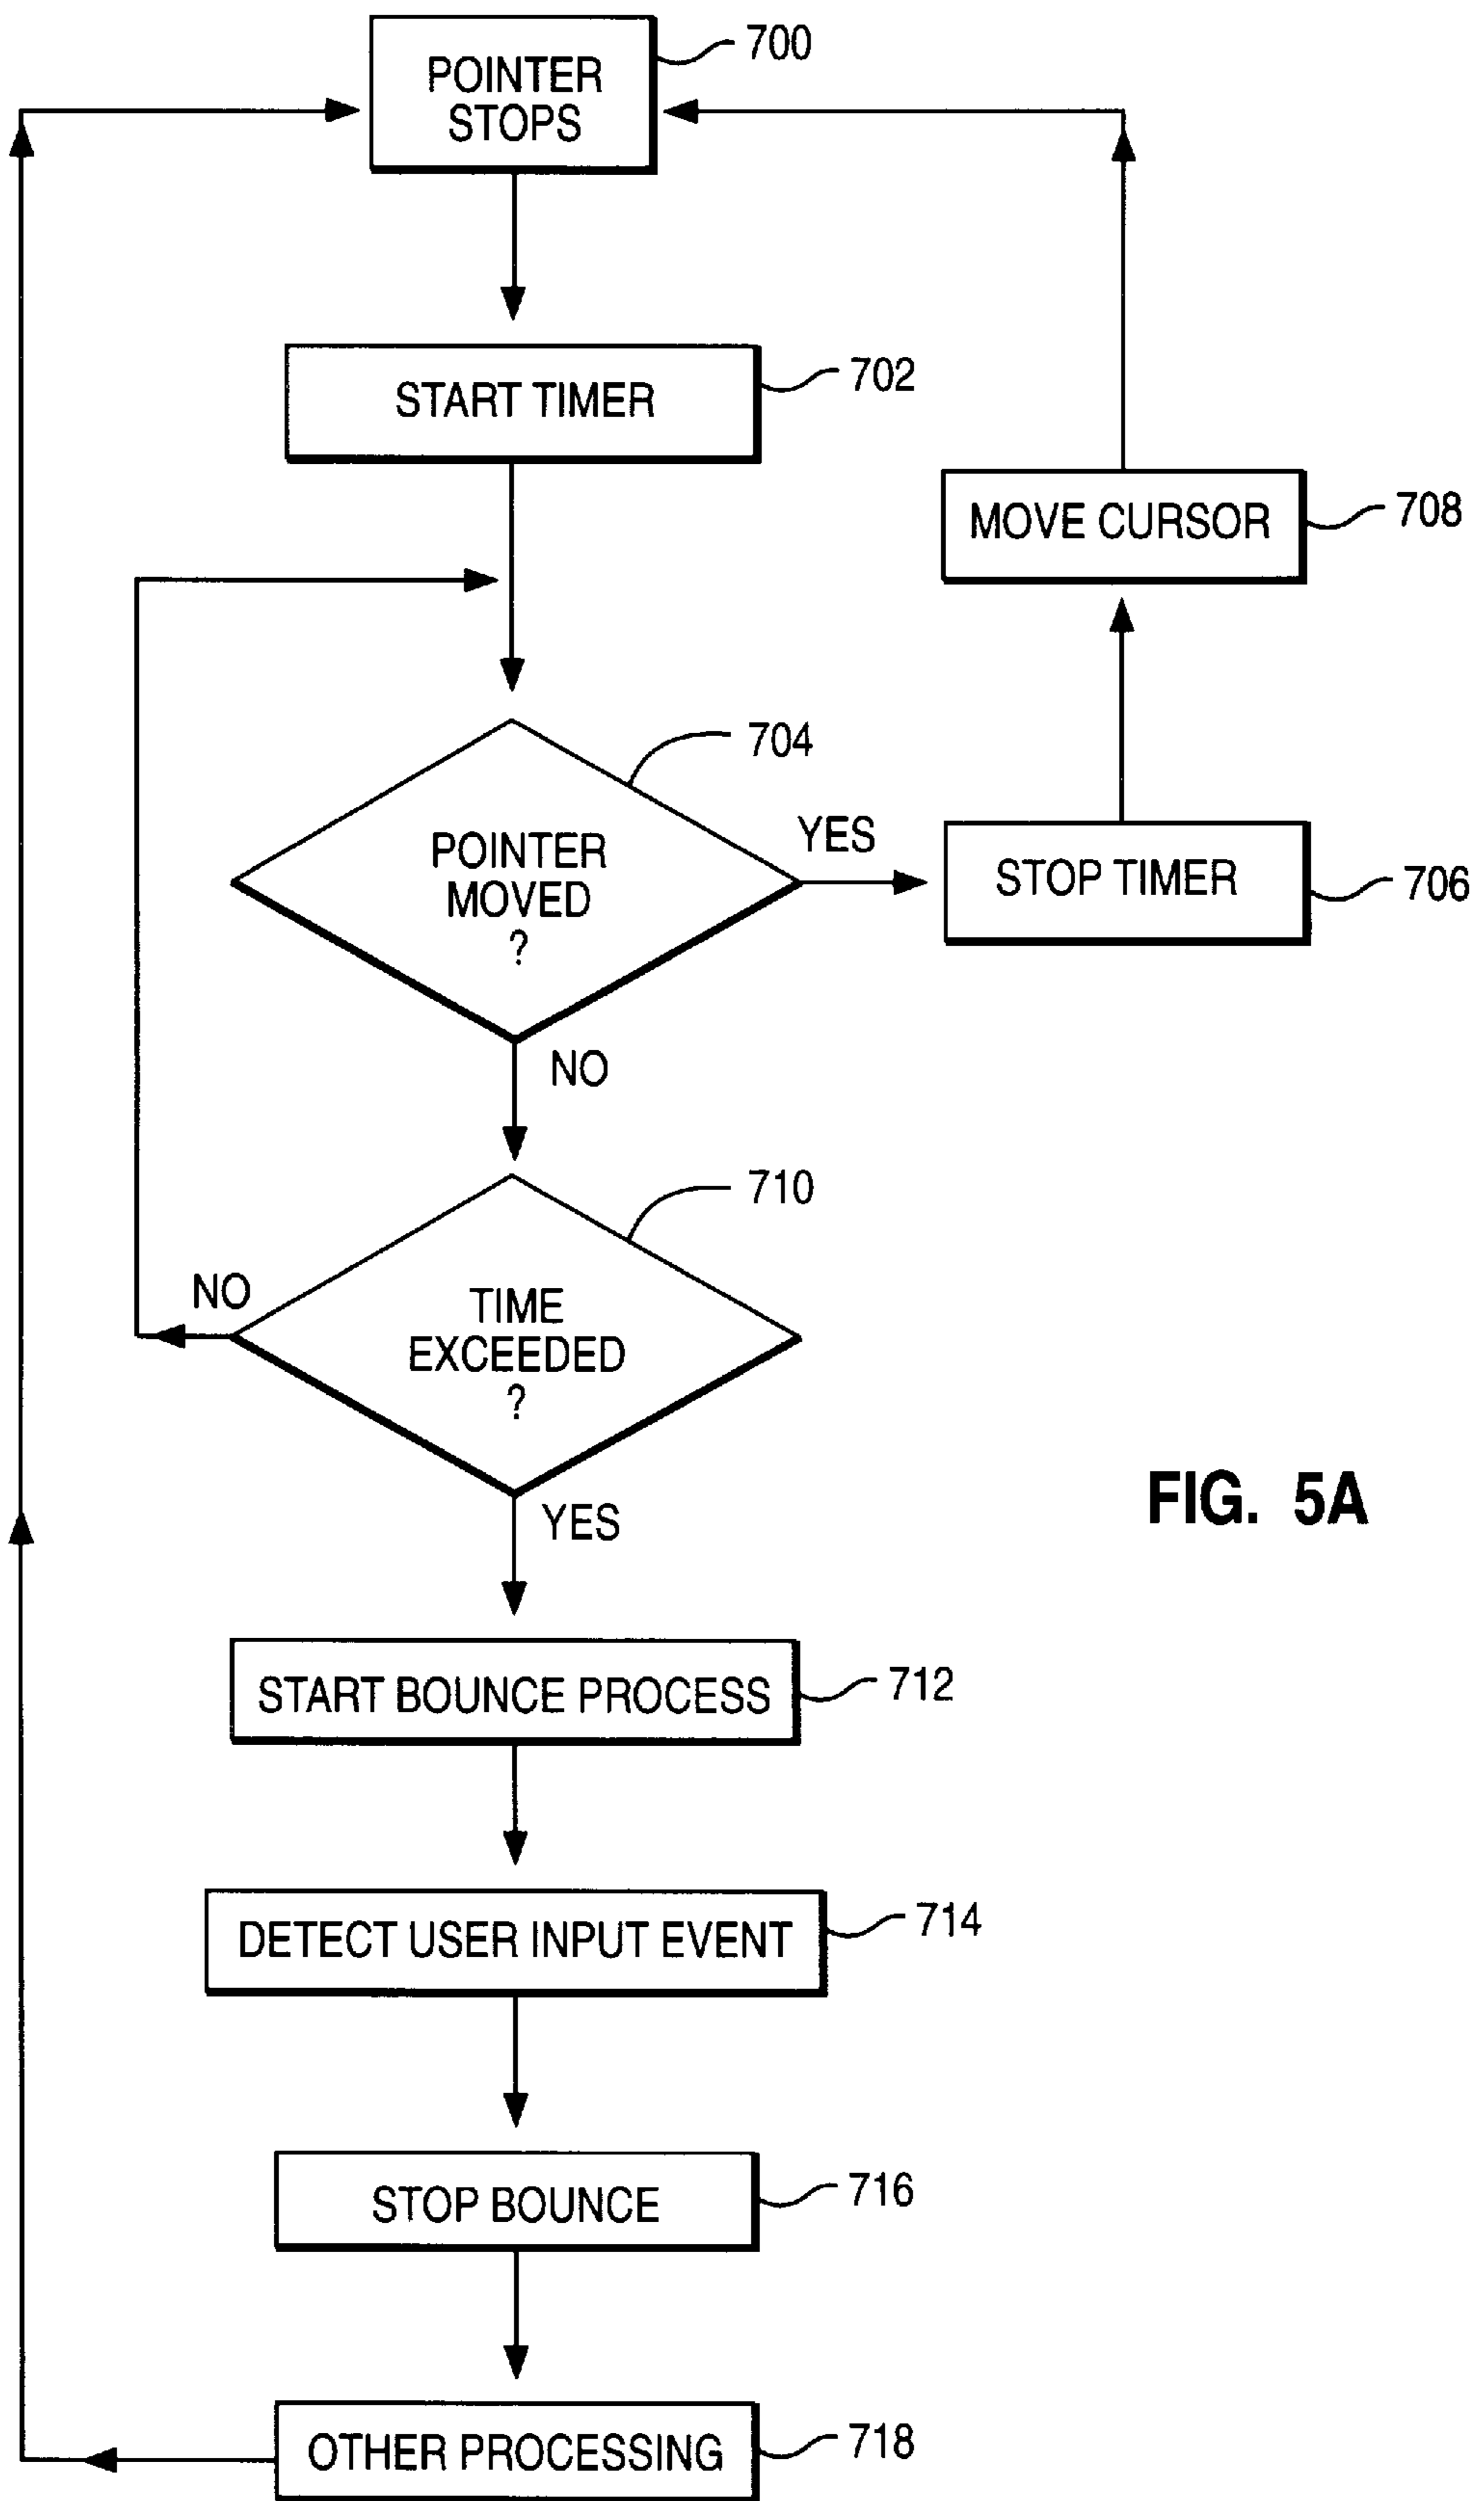 POINTER
STOPS
700
START TIMER
702
MOVE CURSOR
708
704
POINTER
MOVED
?
YES
STOP TIMER
706
NO
710
NO
TIME
EXCEEDED
?
YES
FIG. 5A
START BOUNCE PROCESS
712
DETECT USER INPUT EVENT
714
STOP BOUNCE
716
OTHER PROCESSING
718